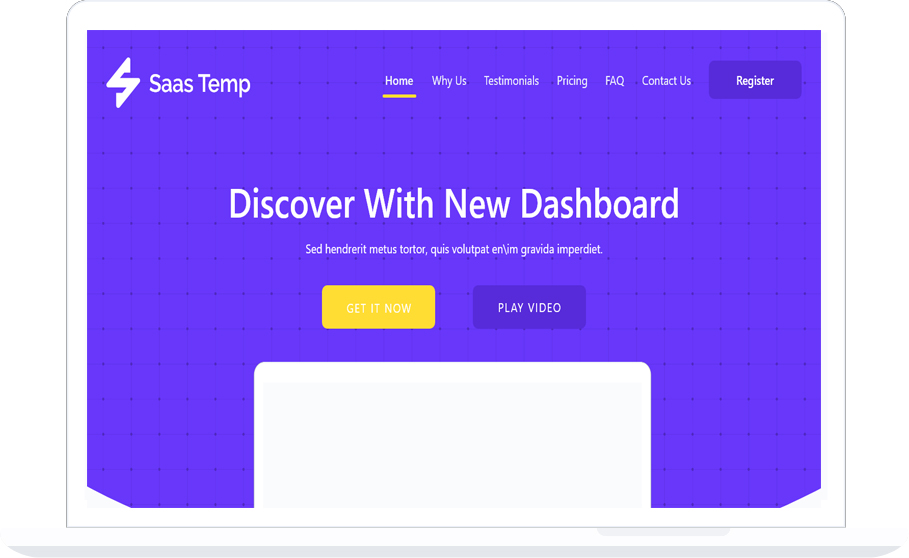 Saas Temp
Home Why Us Testimonials Pricing FAQ Contact Us Register
Discover With New Dashboard
Sed hendrerit metus tortor, quis volutpat en\im gravida imperdiet.
GET IT NOW PLAY VIDEO